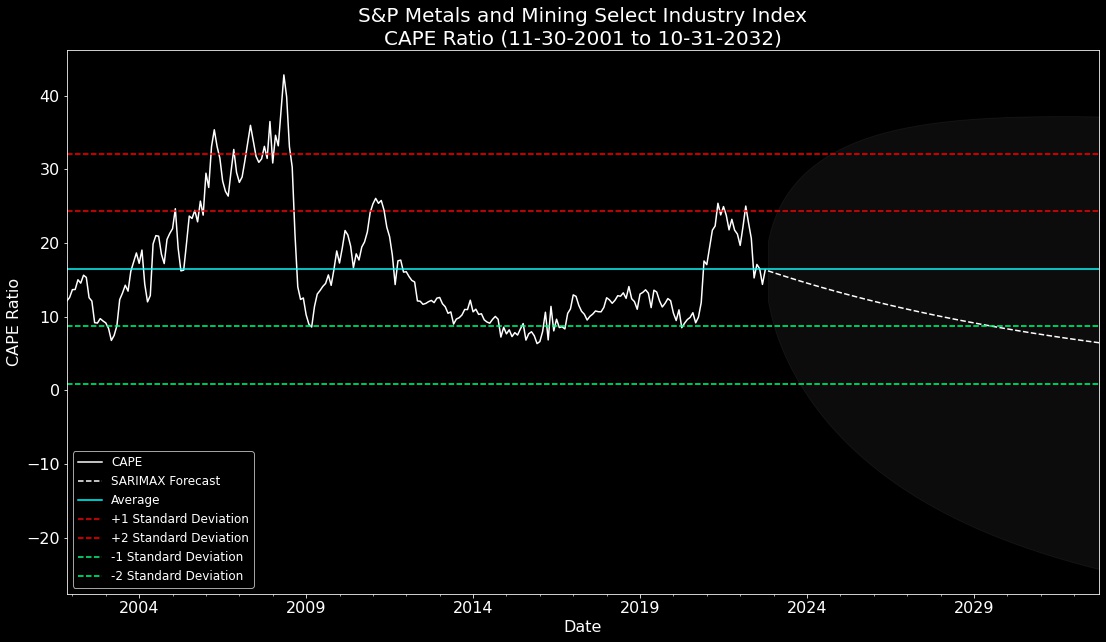 S&P Metals and Mining Select Industry Index
CAPE Ratio (11-30-2001 to 10-31-2032)
CAPE Ratio
40
30
20
10
0
−10
−20
CAPE
SARIMAX Forecast
Average
+1 Standard Deviation
+2 Standard Deviation
-1 Standard Deviation
-2 Standard Deviation
2004
2009
2014
2019
2024
2029
Date